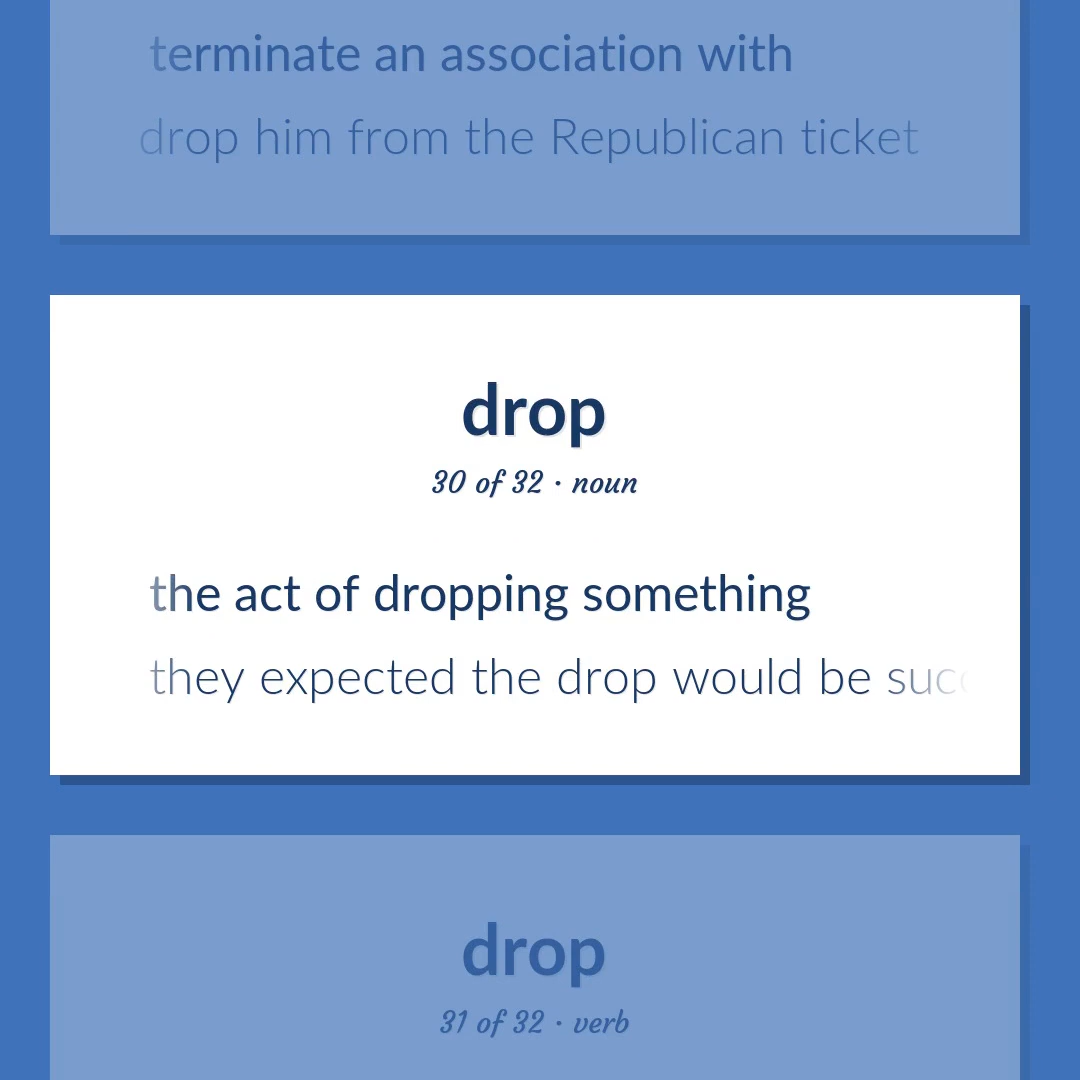 terminate an association with
drop him from the Republican ticket
drop
30 of 32 · noun
the act of dropping something
they expected the drop would be
drop
31 of 32 · verb